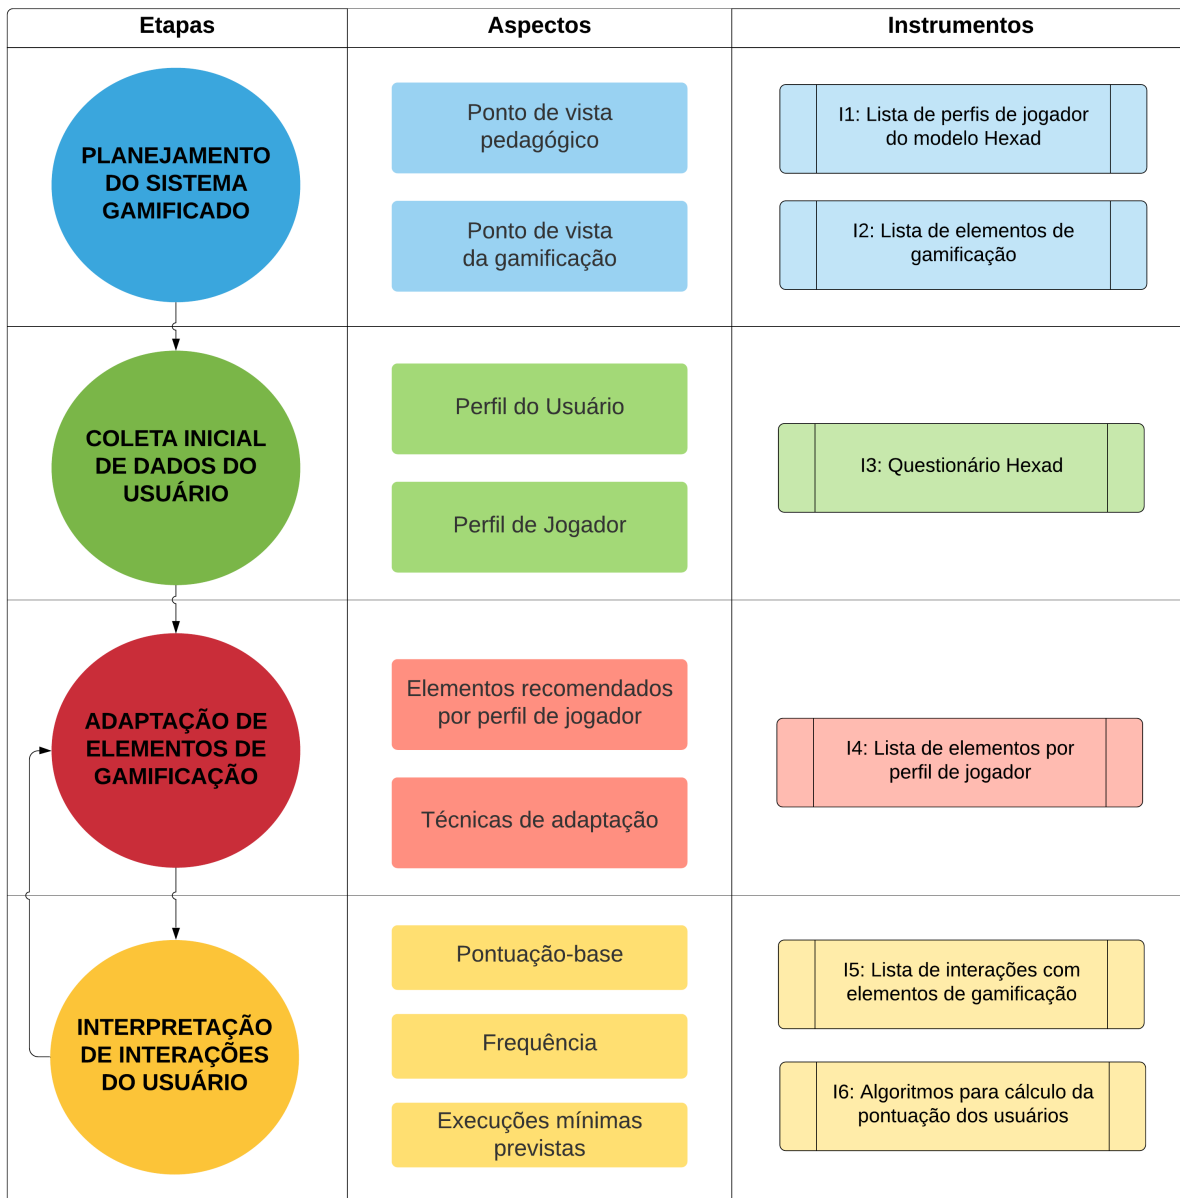 Etapas
Aspectos
Instrumentos
PLANEJAMENTO
DO SISTEMA
GAMIFICADO
Ponto de vista
pedagógico
Ponto de vista
da gamificação
I1: Lista de perfis de jogador
do modelo Hexad
I2: Lista de elementos de
gamificação
COLETA INICIAL
DE DADOS DO
USUÁRIO
Perfil do Usuário
Perfil de Jogador
I3: Questionário Hexad
ADAPTAÇÃO DE
ELEMENTOS DE
GAMIFICAÇÃO
Elementos recomendados
por perfil de jogador
Técnicas de adaptação
I4: Lista de elementos por
perfil de jogador
INTERPRETAÇÃO
DE INTERAÇÕES
DO USUÁRIO
Pontuação-base
Frequência
Execuções mínimas
previstas
I5: Lista de interações com
elementos de gamificação
I6: Algoritmos para cálculo da
pontuação dos usuários